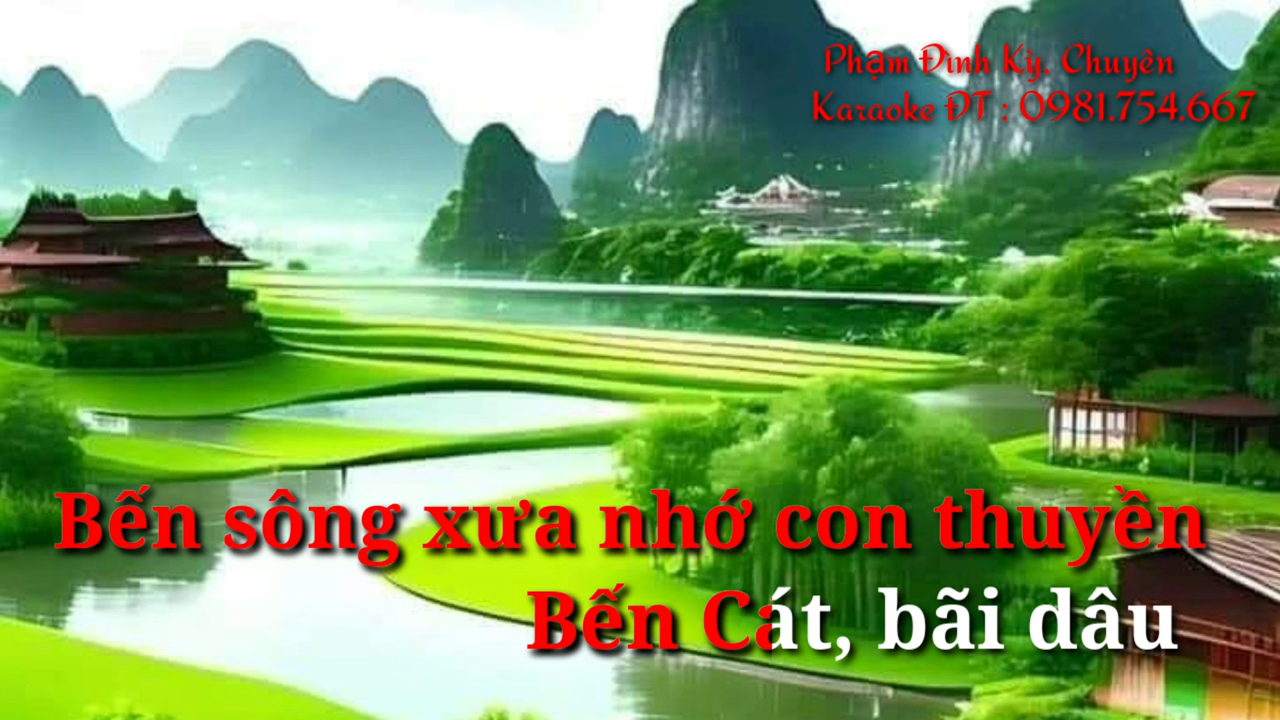 Phạm Đình Kỳ. Chuyên
Karaoke ĐT : 0981.754.667
Bến sông xưa nhớ con thuyền
Bến Cát, bãi dâu